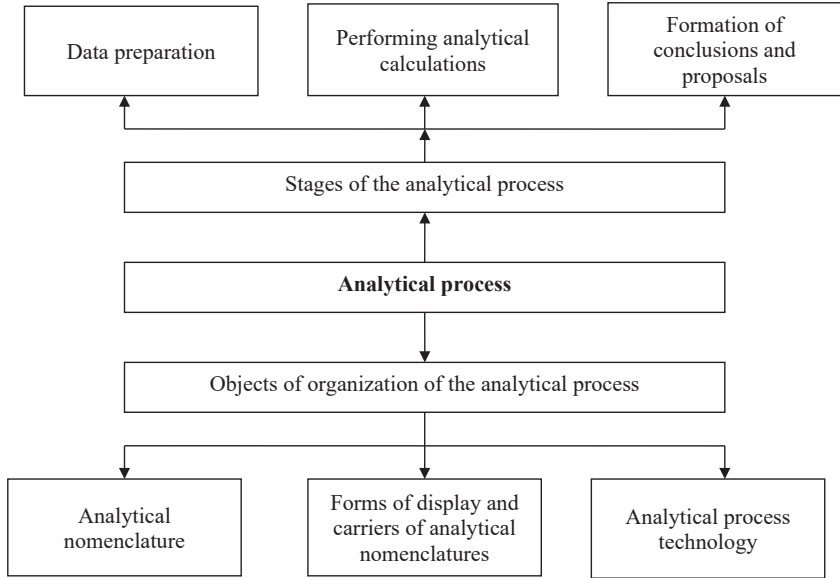 Data preparation
Performing analytical
calculations
Formation of
conclusions and
proposals
Stages of the analytical process
Analytical process
Objects of organization of the analytical process
Analytical
nomenclature
Forms of display and
carriers of analytical
nomenclatures
Analytical process
technology